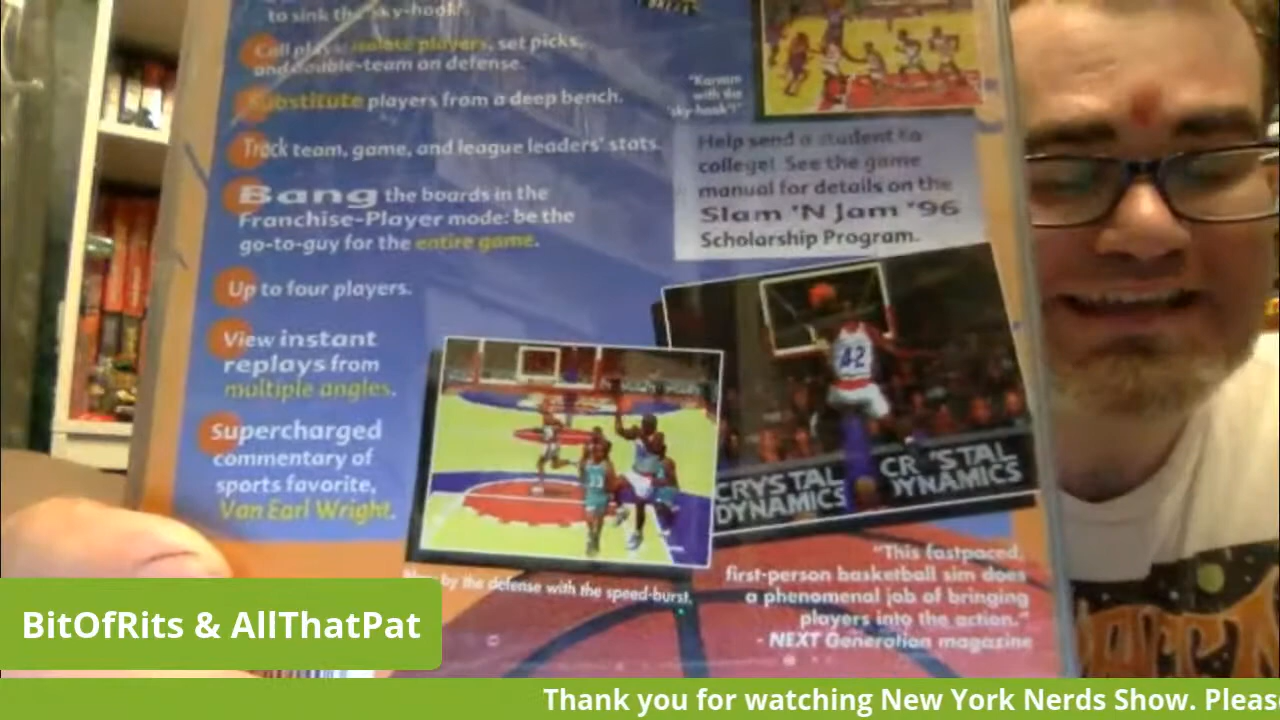 to sink the "sky-hook".
Call plays: isolate players, set picks,
and double-team on defense.
Substitute players from a deep bench.
Track team, game, and league leaders' stats.
Bang the boards in the
Franchise-Player mode: be the
go-to-guy for the entire game.
Up to four players.
View instant
replays from
multiple angles.
Supercharged
commentary of
sports favorite,
Van Earl Wright.
"Kareem
with the
"sky-hook"!"
Help send a student to
college! See the game
manual for details on the
Slam 'N Jam '96
Scholarship Program.
42
CRYSTAL
DYNAMICS
CR STAL
DYNAMICS
33
by the defense with the speed-burst.
"This fastpaced,
first-person basketball sim does
a phenomenal job of bringing
players into the action."
- NEXT Generation magazine
BitOfRits & AllThatPat
Thank you for watching New York Nerds Show. Pleas